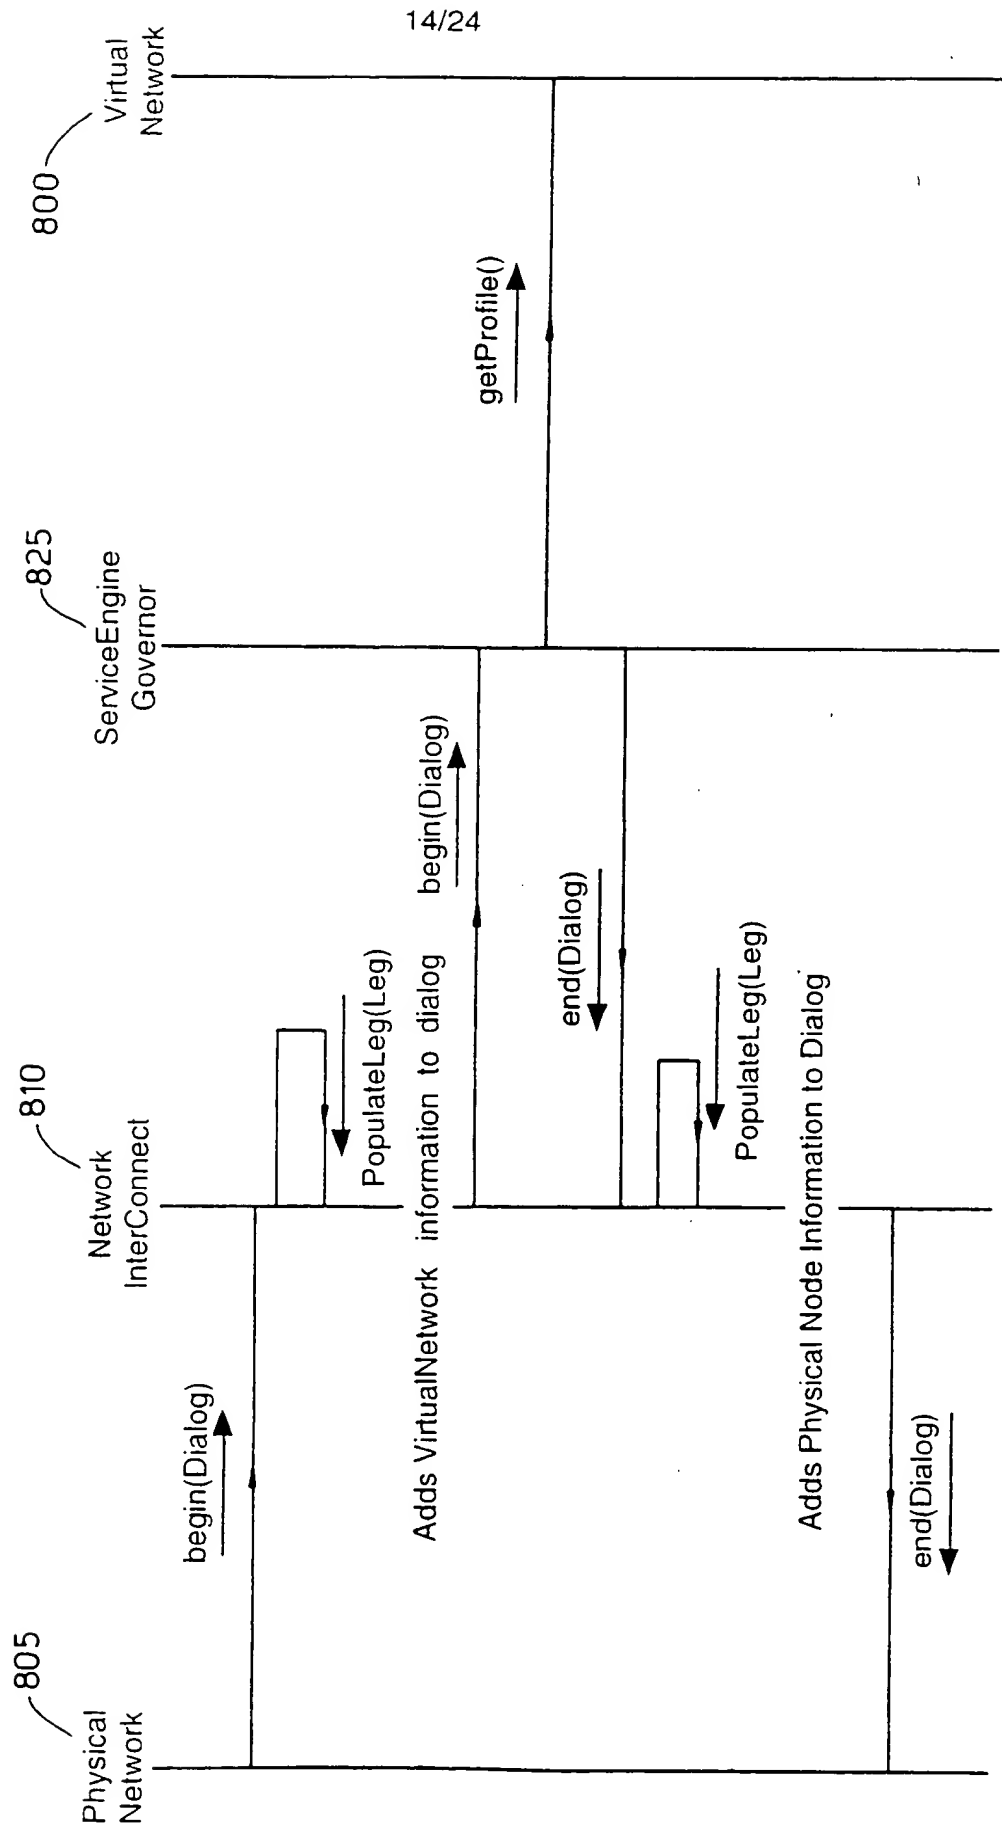 14/24
805
Physical
Network
810
Network
InterConnect
825
ServiceEngine
Governor
800
Virtual
Network
begin(Dialog)
PopulateLeg(Leg)
Adds VirtualNetwork information to dialog
begin(Dialog)
getProfile()
end(Dialog)
PopulateLeg(Leg)
Adds Physical Node Information to Dialog
end(Dialog)